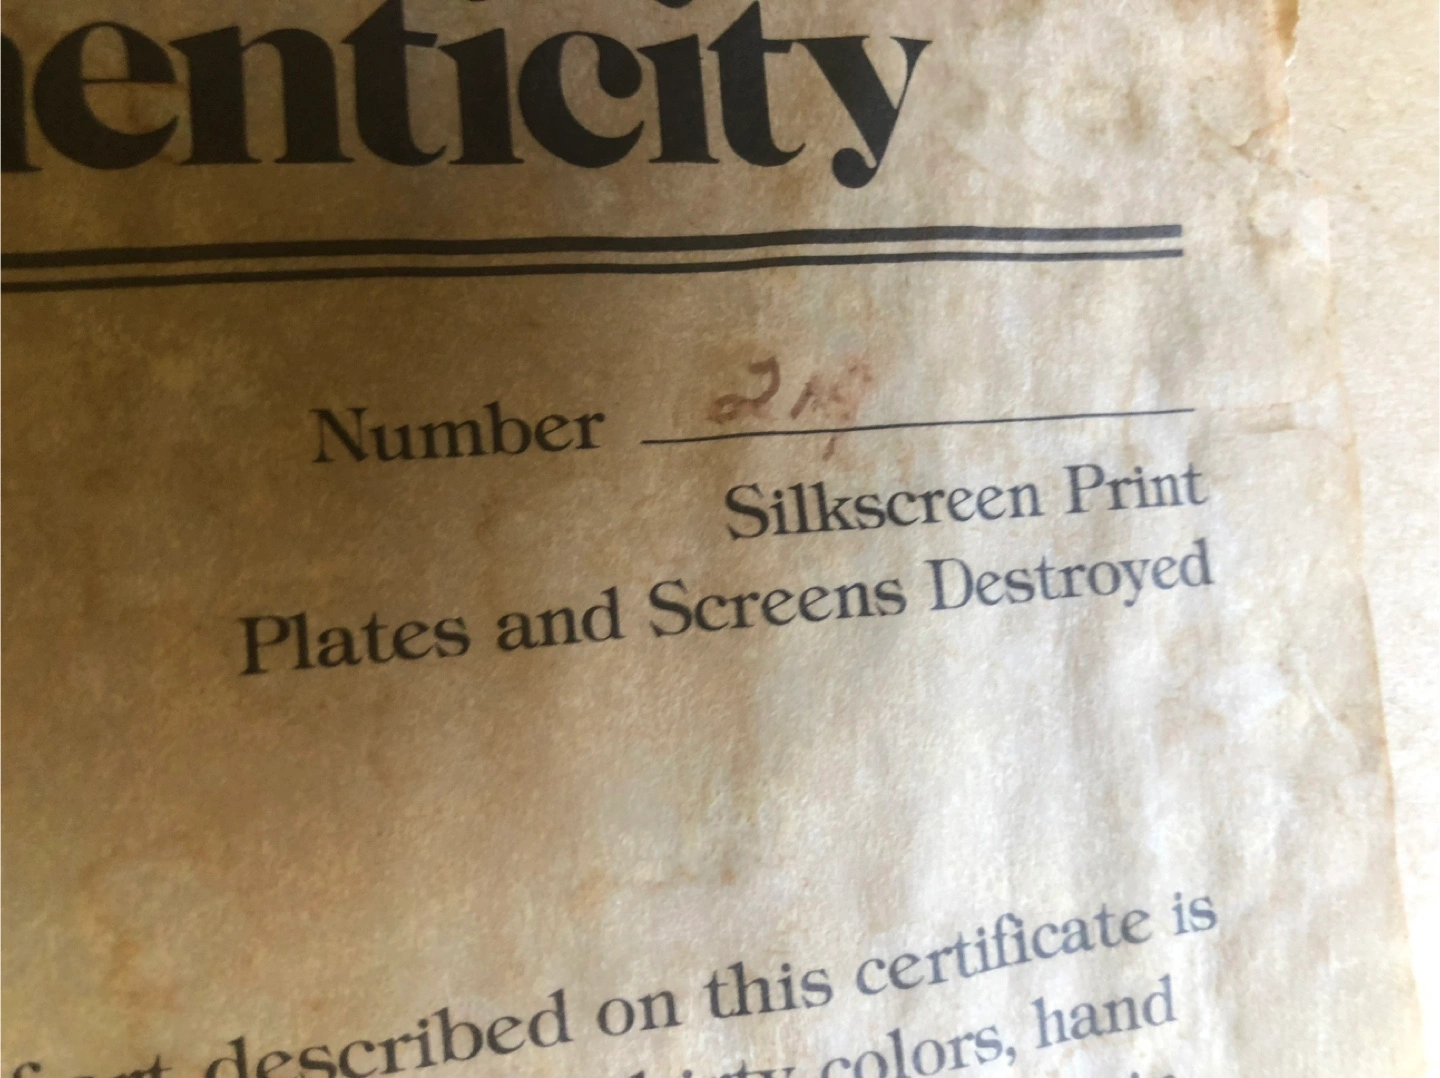 enticity
Number
Silkscreen Print
Plates and Screens Destroyed
described on this certificate is
colors, hand